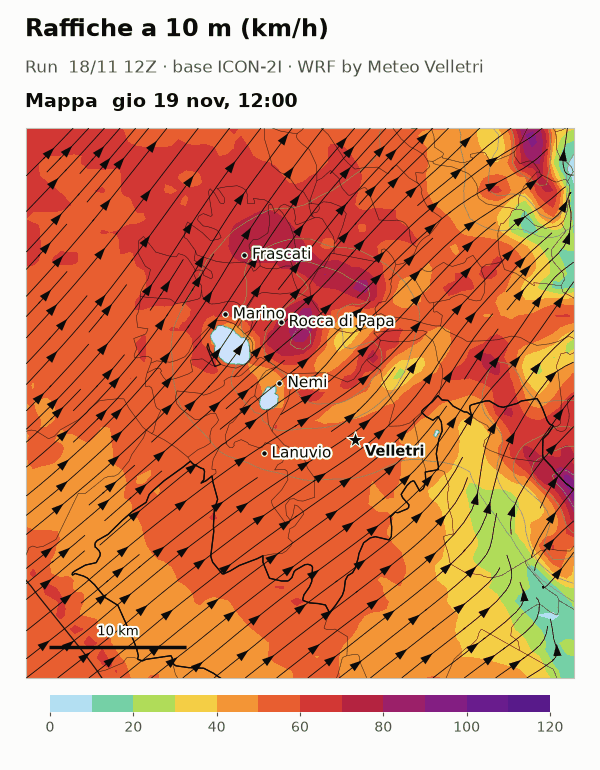 Raffiche a 10 m (km/h)
Run 18/11 12Z · base ICON-2I · WRF by Meteo Velletri
Mappa gio 19 nov, 12:00
Frascati
Marino
Rocca di Papa
Nemi
Velletri
Lanuvio
10 km
0 20 40 60 80 100 120